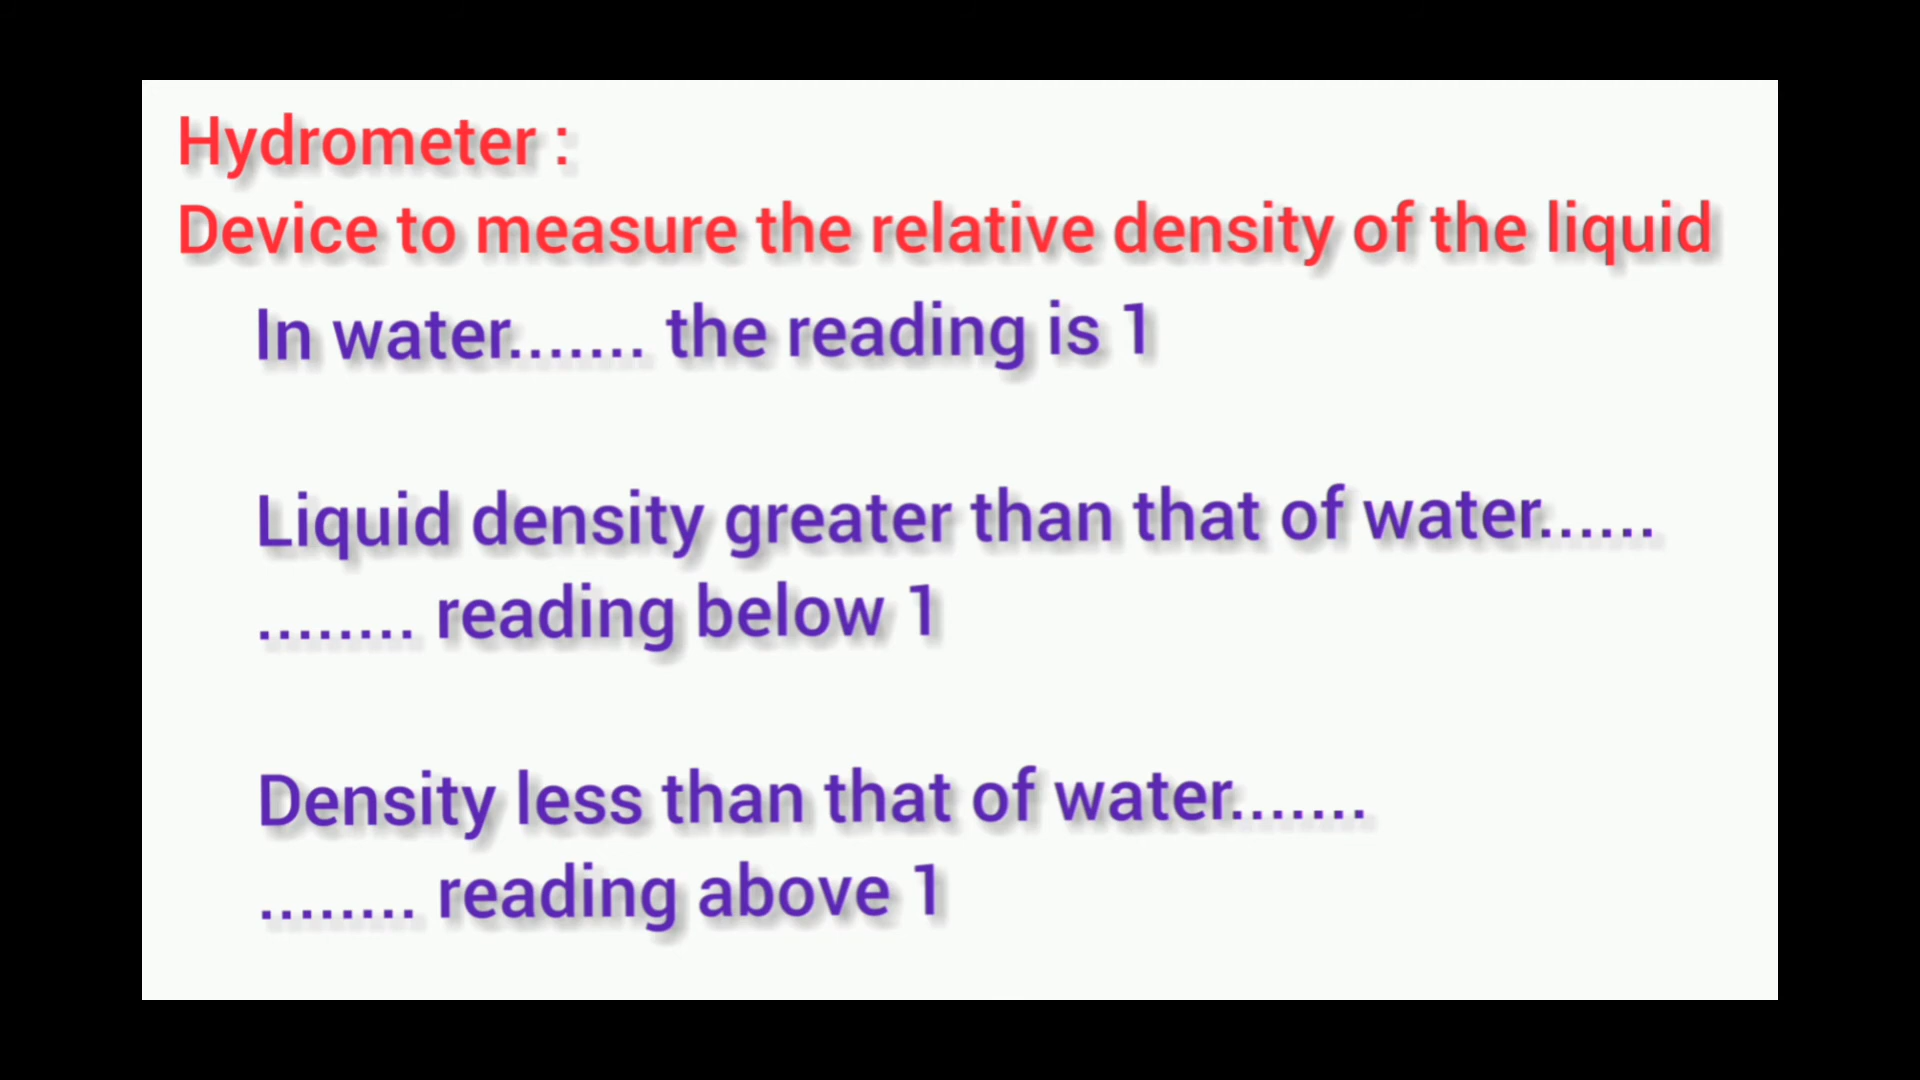 Hydrometer :
Device to measure the relative density of the liquid
In water....... the reading is 1
Liquid density greater than that of water......
........ reading below 1
Density less than that of water.......
........ reading above 1